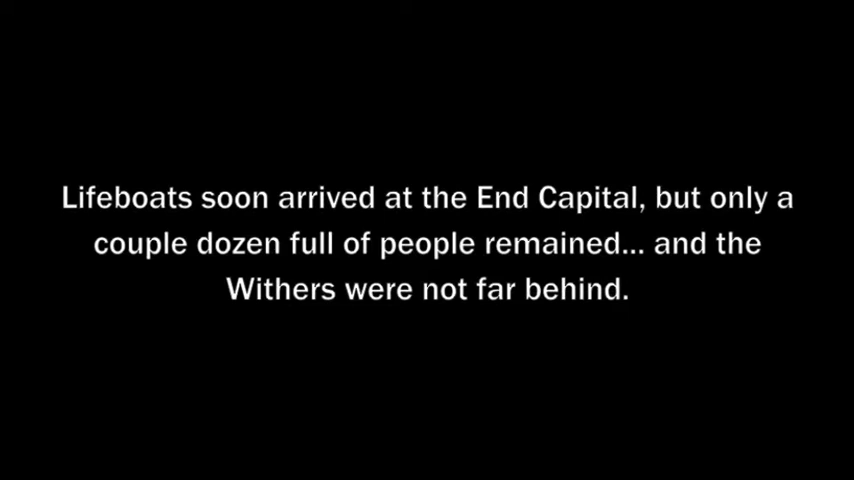 Lifeboats soon arrived at the End Capital, but only a
couple dozen full of people remained... and the
Withers were not far behind.